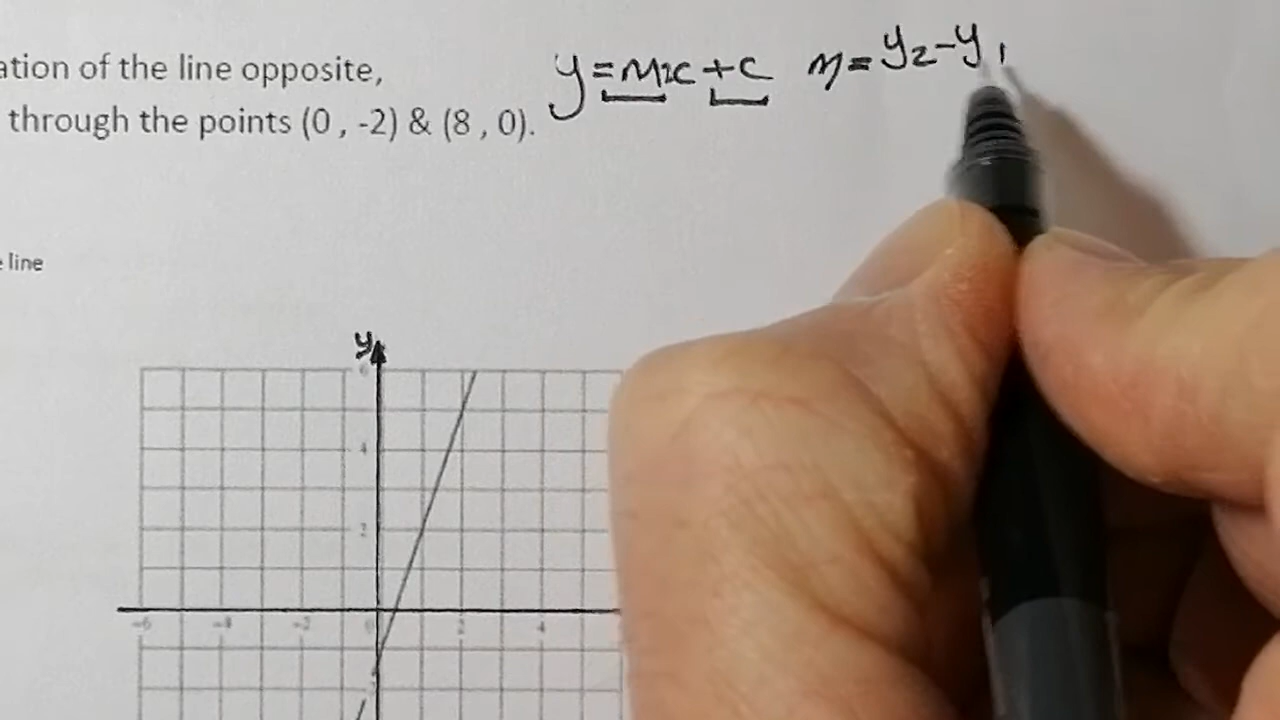 ation of the line opposite,
through the points (0 , -2) & (8 , 0).
y = mx + c m = y2 - y1
line
y
6
4
2
-6 -4 -2 0 2 4